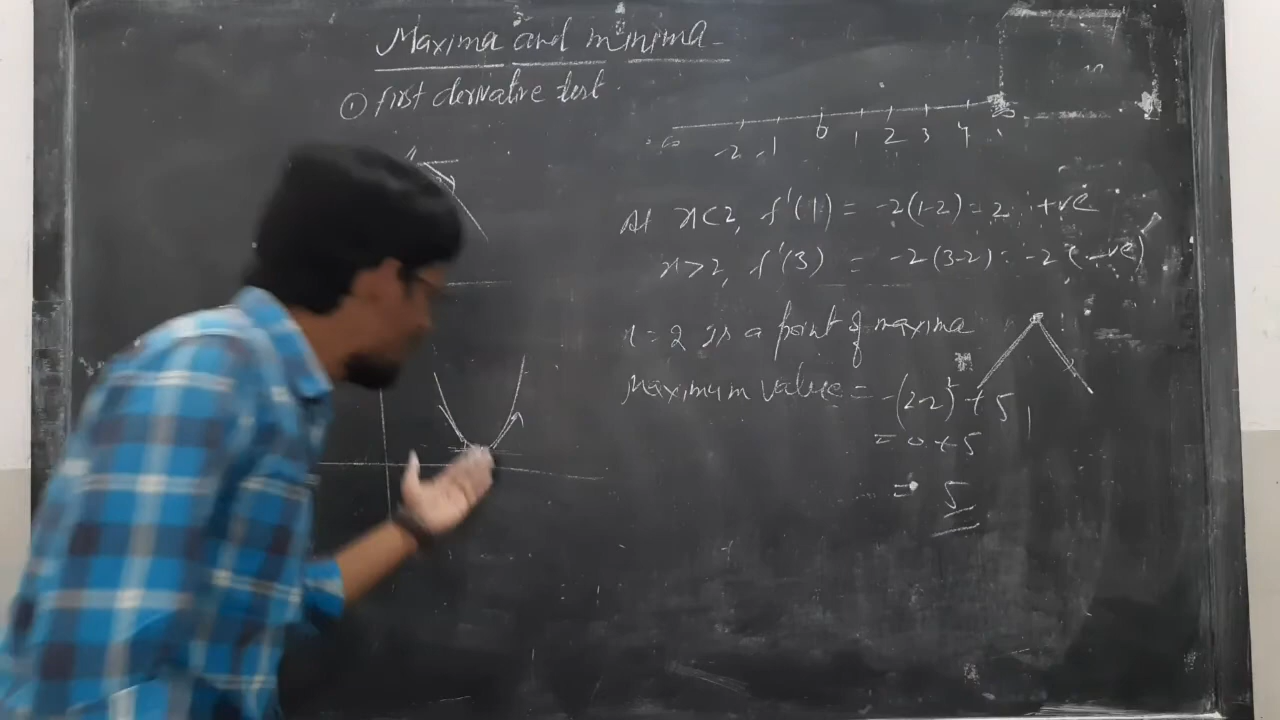 Maxima and minima
① first derivative test.
-∞ -2 -1 0 1 2 3 4
At x<2, f'(1) = -2(1-2) = 2 +ve
x>2, f'(3) = -2(3-2) = -2 (-ve)
x = 2 is a point of maxima
Maximum value = -(2-2)² + 5
= 0 + 5
= 5